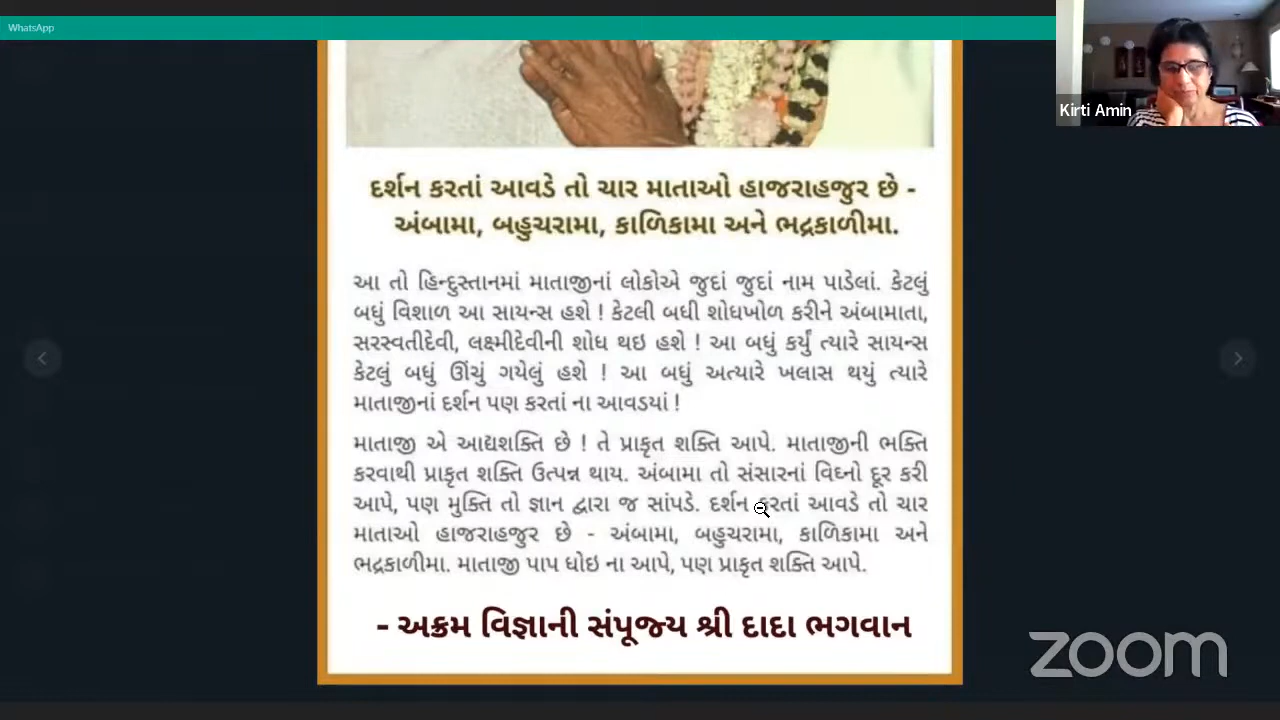 WhatsApp
Kirti Amin
દર્શન કરતાં આવડે તો ચાર માતાઓ હાજરાહજુર છે -
અંબામા, બહુચરામા, કાળિકામા અને ભદ્રકાળીમા.
આ તો હિન્દુસ્તાનમાં માતાજીનાં લોકોએ જુદાં જુદાં નામ પાડેલાં. કેટલું
બધું વિશાળ આ સાયન્સ હશે ! કેટલી બધી શોધખોળ કરીને અંબામાતા,
સરસ્વતીદેવી, લક્ષ્મીદેવીની શોધ થઇ હશે ! આ બધું કર્યું ત્યારે સાયન્સ
કેટલું બધું ઊંચું ગયેલું હશે ! આ બધું અત્યારે ખલાસ થયું ત્યારે
માતાજીનાં દર્શન પણ કરતાં ના આવડયાં !
માતાજી એ આદ્યશક્તિ છે ! તે પ્રાકૃત શક્તિ આપે. માતાજીની ભક્તિ
કરવાથી પ્રાકૃત શક્તિ ઉત્પન્ન થાય. અંબામા તો સંસારનાં વિઘ્નો દૂર કરી
આપે, પણ મુક્તિ તો જ્ઞાન દ્વારા જ સાંપડે. દર્શન કરતાં આવડે તો ચાર
માતાઓ હાજરાહજુર છે - અંબામા, બહુચરામા, કાળિકામા અને
ભદ્રકાળીમા. માતાજી પાપ ધોઇ ના આપે, પણ પ્રાકૃત શક્તિ આપે.
- અક્રમ વિજ્ઞાની સંપૂજ્ય શ્રી દાદા ભગવાન
zoom